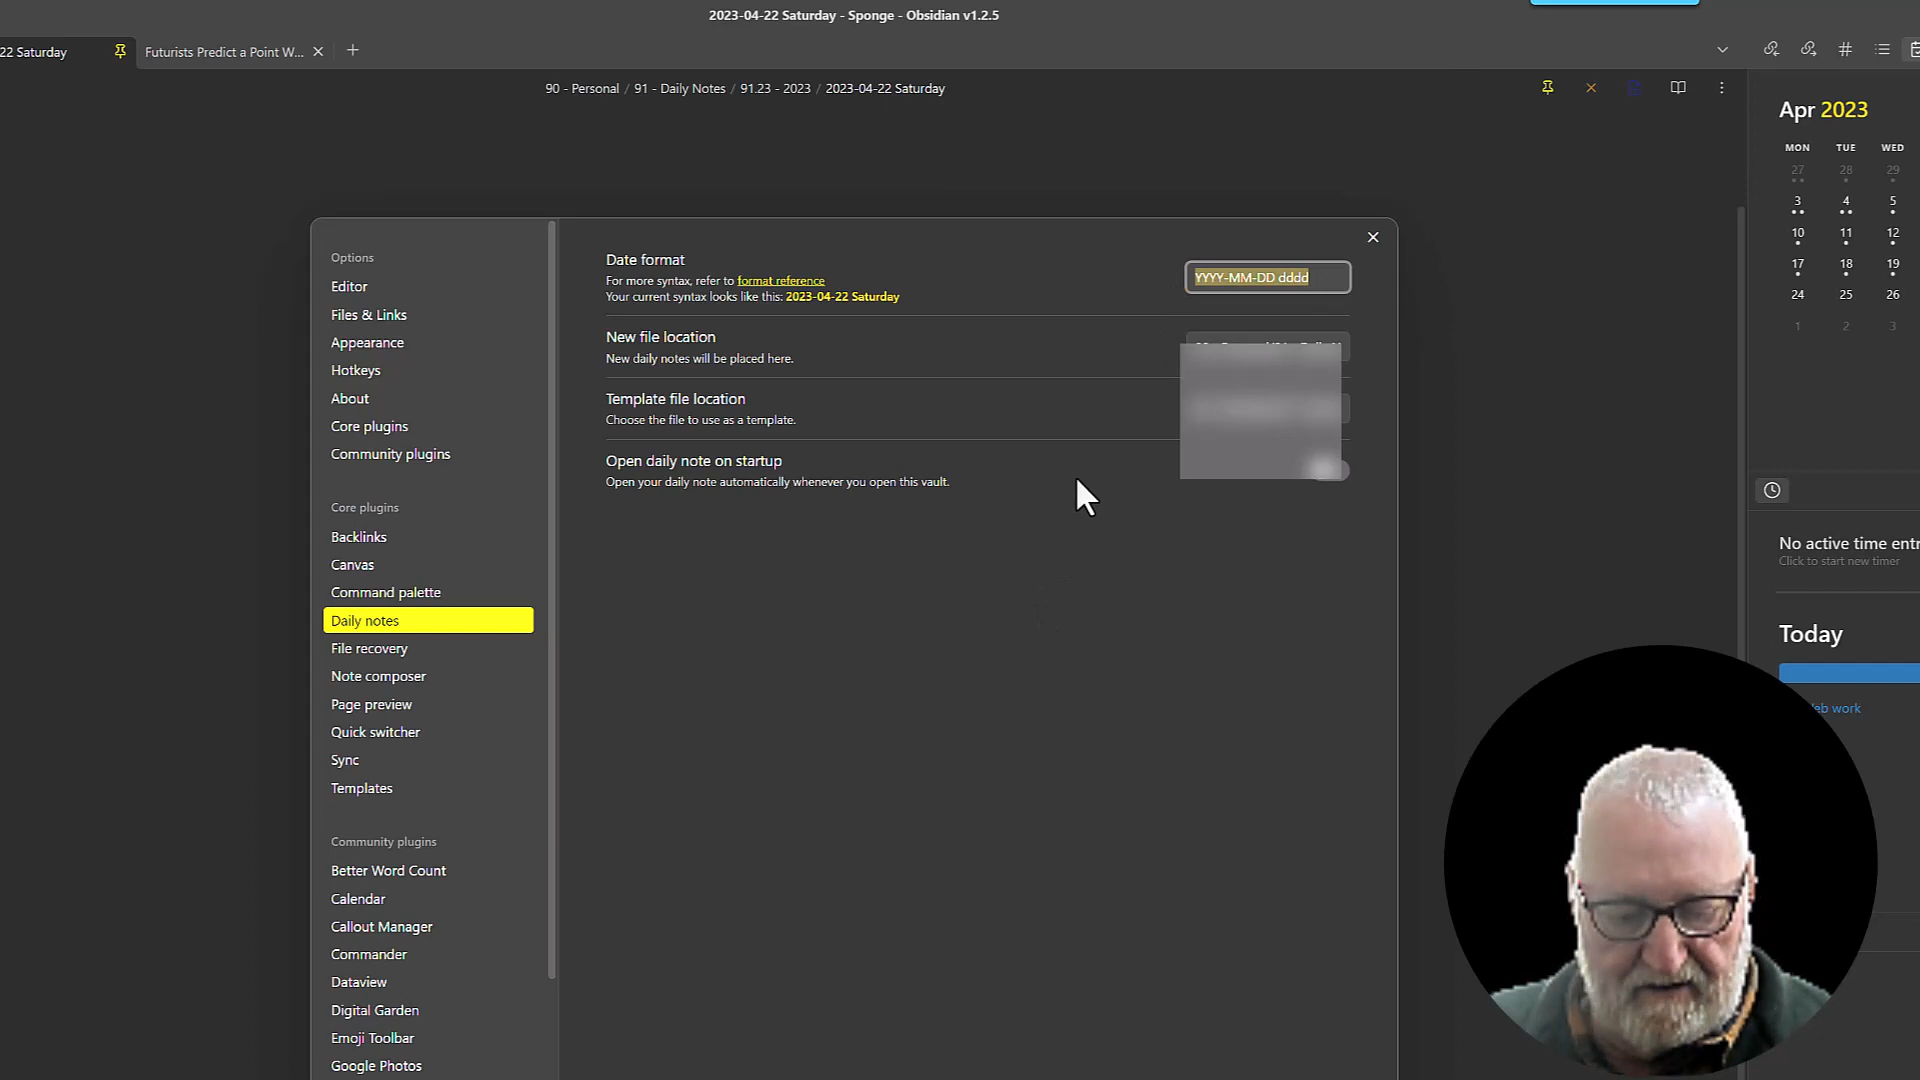 2023-04-22 Saturday - Sponge - Obsidian v1.2.5
22 Saturday
Futurists Predict a Point W...
90 - Personal / 91 - Daily Notes / 91.23 - 2023 / 2023-04-22 Saturday
Options
Editor
Files & Links
Appearance
Hotkeys
About
Core plugins
Community plugins
Core plugins
Backlinks
Canvas
Command palette
Daily notes
File recovery
Note composer
Page preview
Quick switcher
Sync
Templates
Community plugins
Better Word Count
Calendar
Callout Manager
Commander
Dataview
Digital Garden
Emoji Toolbar
Google Photos
Date format
For more syntax, refer to format reference
Your current syntax looks like this: 2023-04-22 Saturday
YYYY-MM-DD dddd
New file location
New daily notes will be placed here.
Template file location
Choose the file to use as a template.
Open daily note on startup
Open your daily note automatically whenever you open this vault.
Apr 2023
MON TUE WED
27 28 29
3 4 5
10 11 12
17 18 19
24 25 26
1 2 3
No active time entr
Click to start new timer
Today
eb work